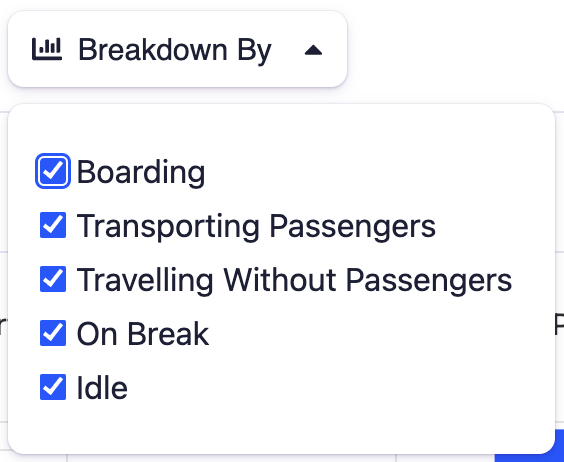 Breakdown By
Boarding
Transporting Passengers
Travelling Without Passengers
On Break
Idle